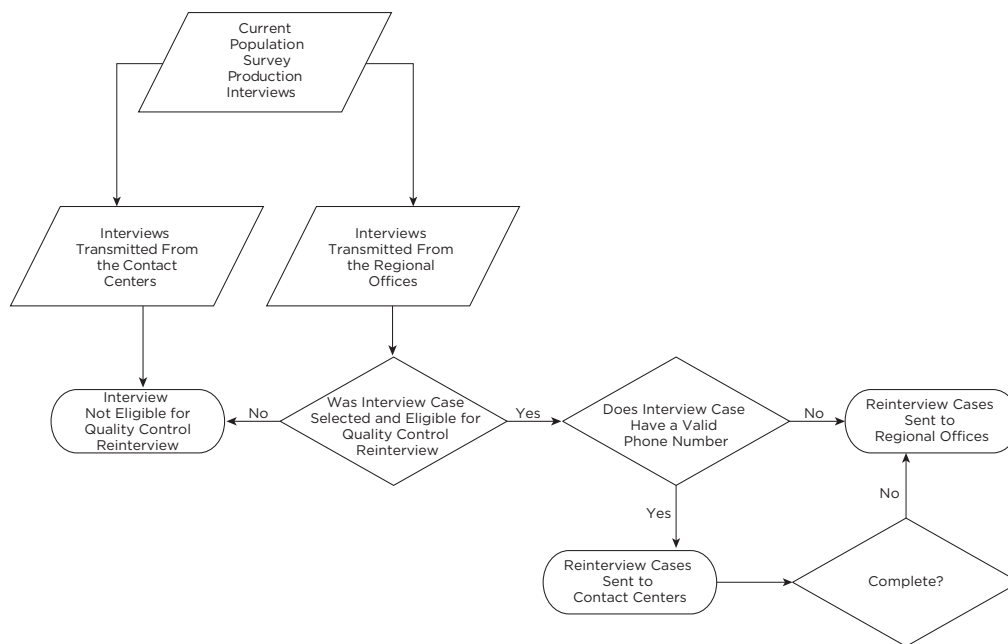 Current
Population
Survey
Production
Interviews
Interviews
Transmitted From
the Contact
Centers
Interviews
Transmitted From
the Regional
Offices
Interview
Not Eligible for
Quality Control
Reinterview
No
Was Interview Case
Selected and Eligible for
Quality Control
Reinterview
Yes
Does Interview Case
Have a Valid
Phone Number
No
Reinterview Cases
Sent to
Regional Offices
Yes
No
Reinterview Cases
Sent to
Contact Centers
Complete?